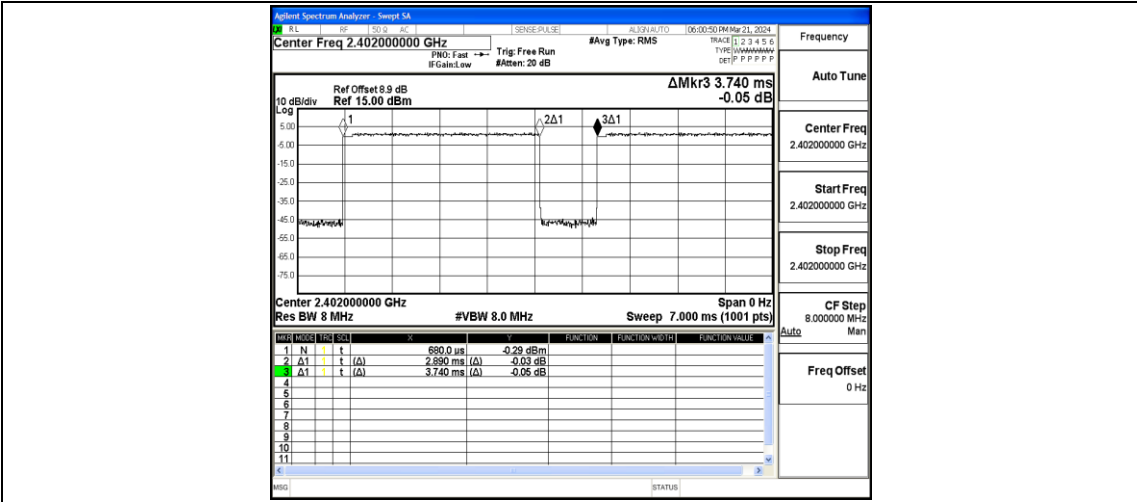 Agilent Spectrum Analyzer - Swept SA
RL RF 50 Ω AC SENSE:PULSE ALIGN AUTO 06:00:50 PM Mar 21, 2024
Center Freq 2.402000000 GHz #Avg Type: RMS TRACE 1 2 3 4 5 6
PNO: Fast Trig: Free Run TYPE WWWWWW
IFGain:Low #Atten: 20 dB DET P P P P P P
ΔMkr3 3.740 ms
-0.05 dB
Ref Offset 8.9 dB
10 dB/div Ref 15.00 dBm
Log
1 2Δ1 3Δ1
5.00
-5.00
-15.0
-25.0
-35.0
-45.0
-55.0
-65.0
-75.0
Center 2.402000000 GHz Span 0 Hz
Res BW 8 MHz #VBW 8.0 MHz Sweep 7.000 ms (1001 pts)
MKR MODE TRC SCL X Y FUNCTION FUNCTION WIDTH FUNCTION VALUE
1 N 1 t 680.0 us -0.29 dBm
2 Δ1 1 t (Δ) 2.890 ms (Δ) -0.03 dB
3 Δ1 1 t (Δ) 3.740 ms (Δ) -0.05 dB
4
5
6
7
8
9
10
11
MSG STATUS
Frequency
Auto Tune
Center Freq
2.402000000 GHz
Start Freq
2.402000000 GHz
Stop Freq
2.402000000 GHz
CF Step
8.000000 MHz
Auto Man
Freq Offset
0 Hz